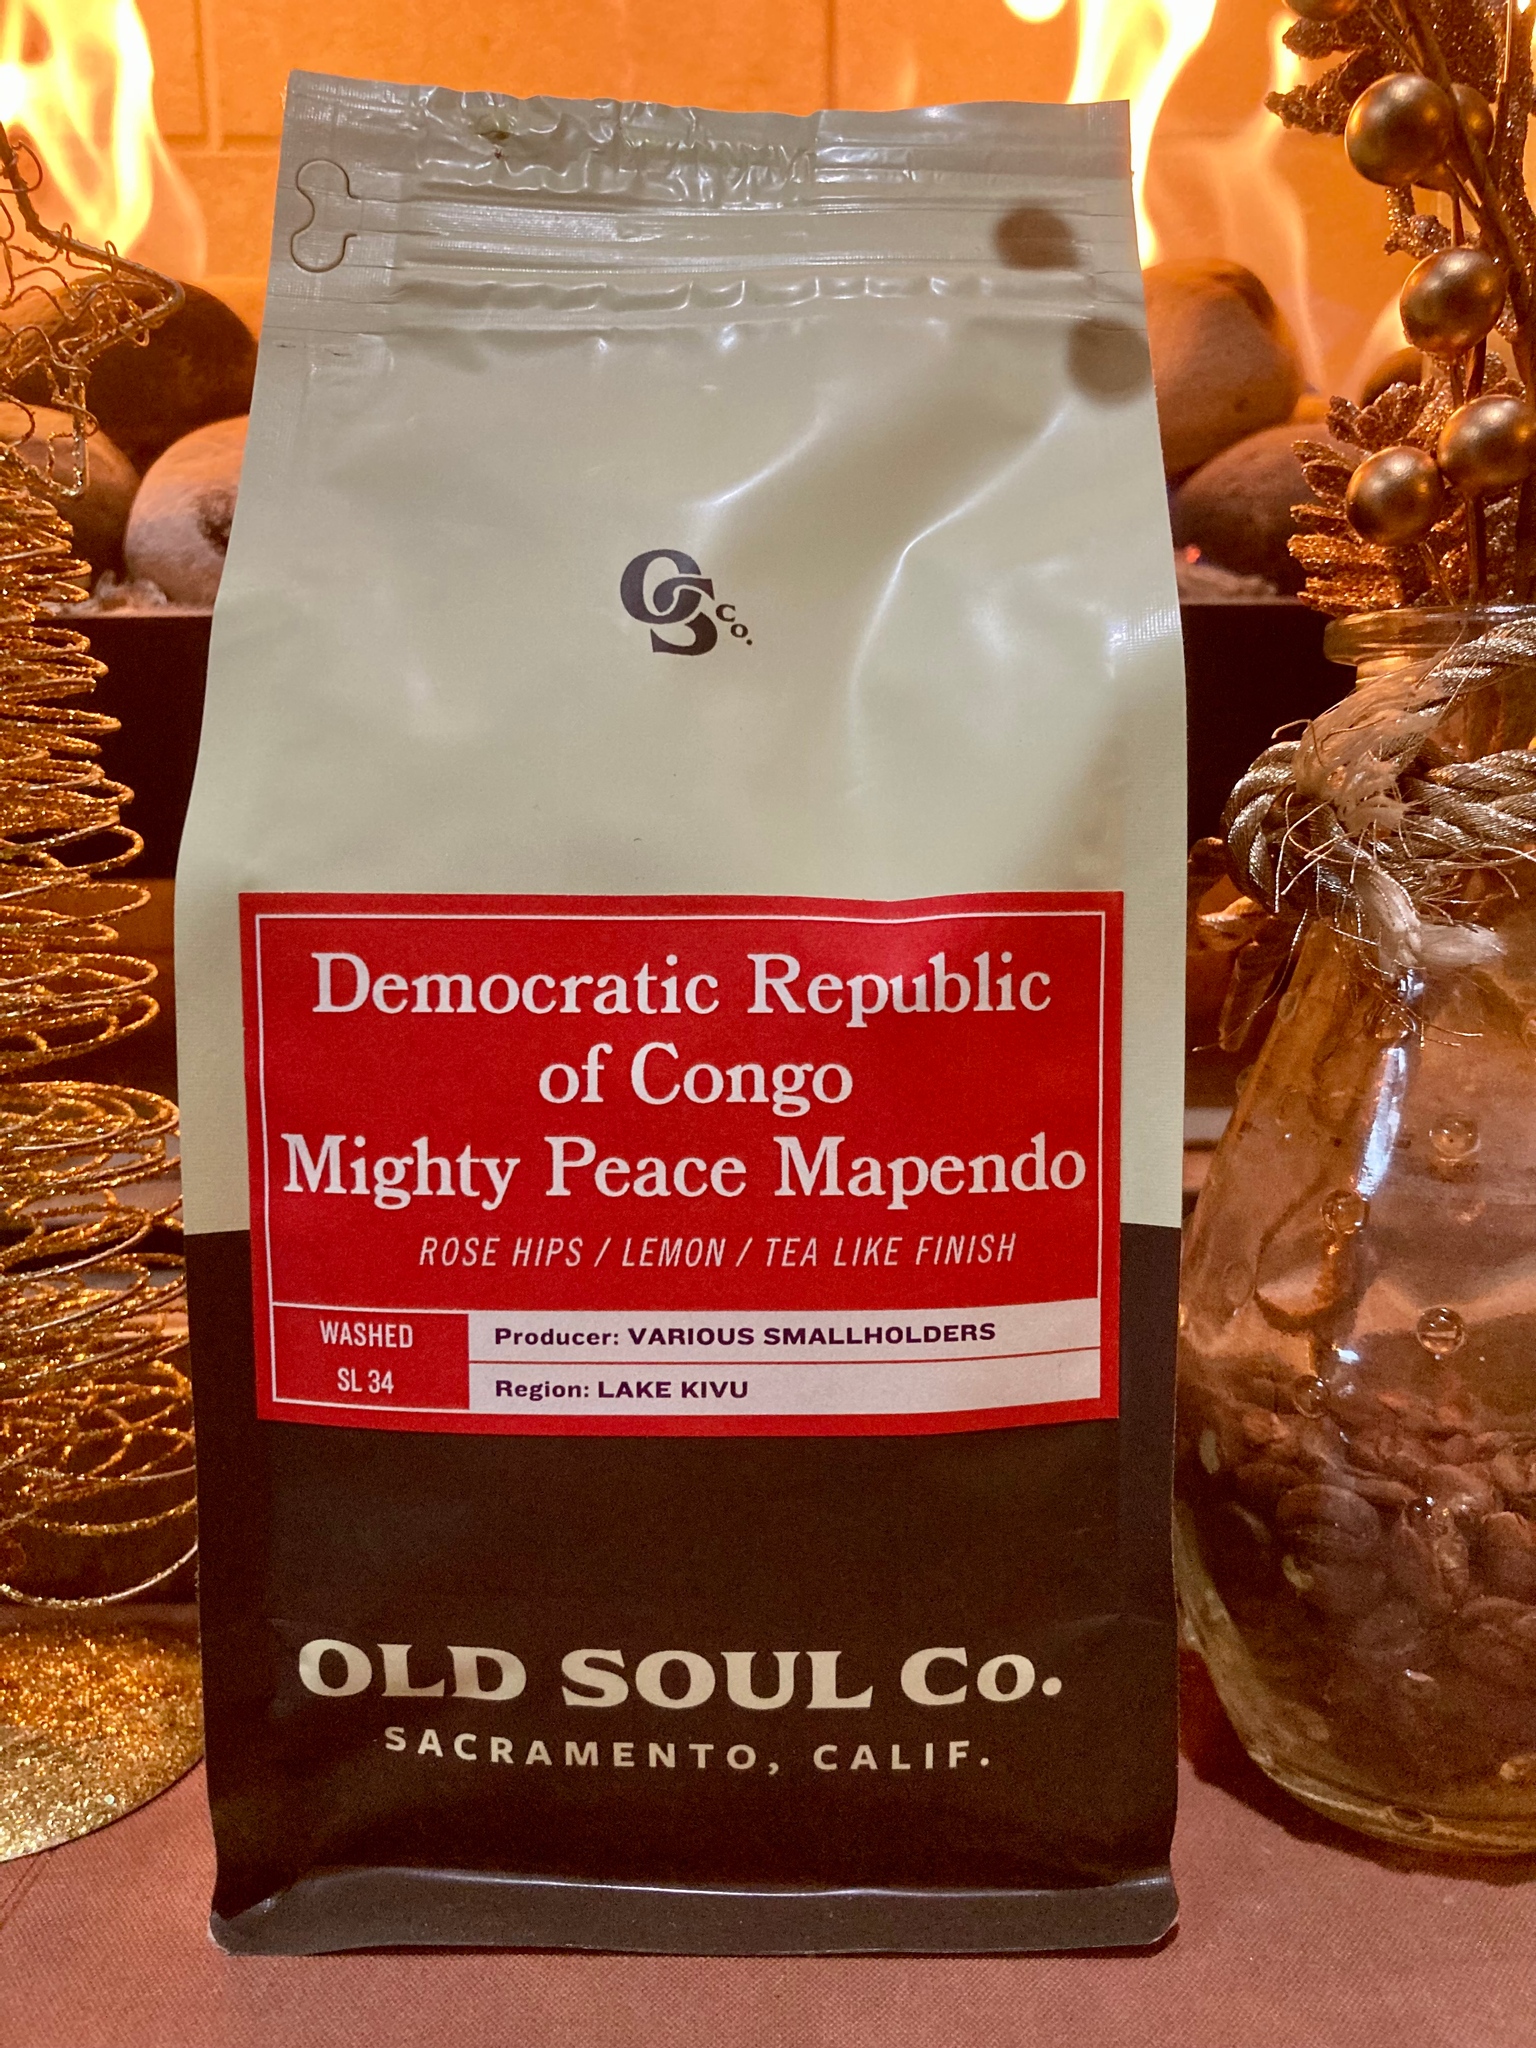 OS Co.
Democratic Republic
of Congo
Mighty Peace Mapendo
ROSE HIPS / LEMON / TEA LIKE FINISH
WASHED
SL 34
Producer: VARIOUS SMALLHOLDERS
Region: LAKE KIVU
OLD SOUL Co.
SACRAMENTO, CALIF.